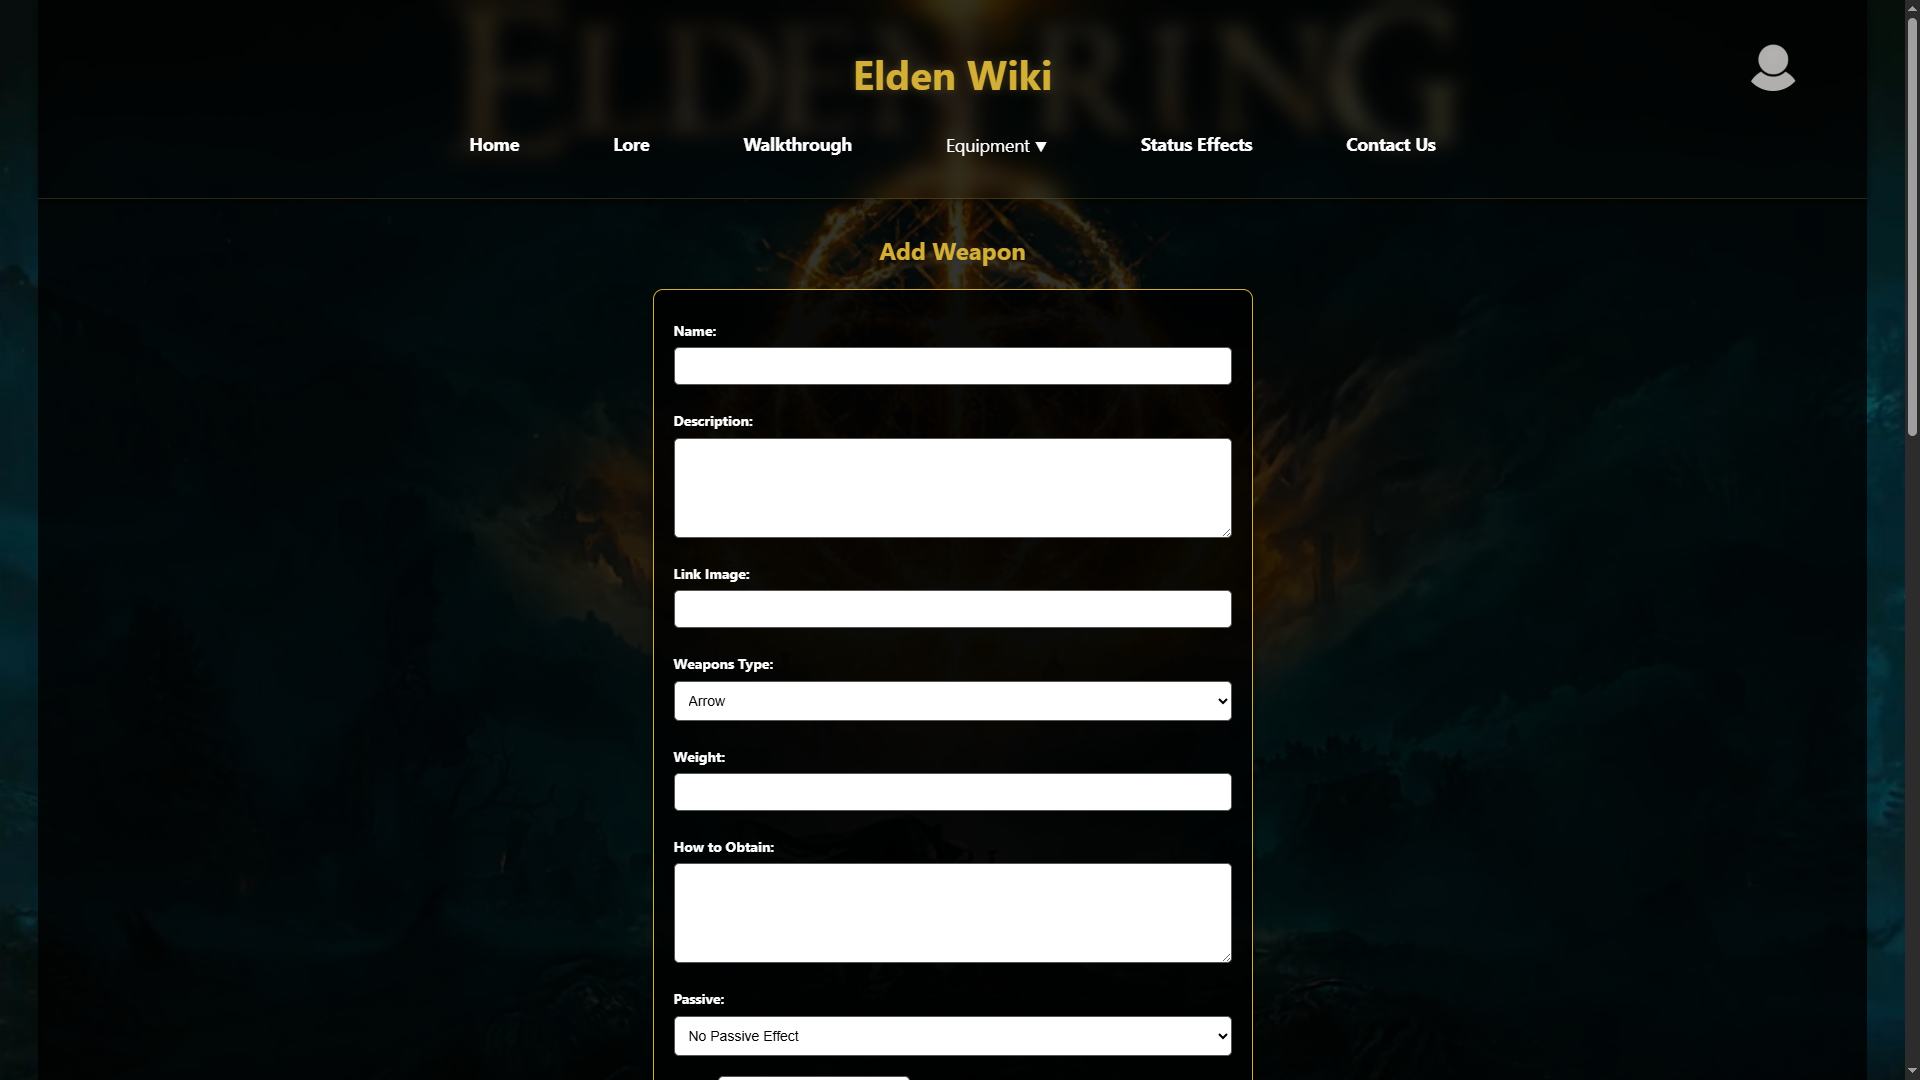 ELDEN RING
Elden Wiki
Home Lore Walkthrough Equipment ▼ Status Effects Contact Us
Add Weapon
Name:
Description:
Link Image:
Weapons Type:
Arrow
Weight:
How to Obtain:
Passive:
No Passive Effect